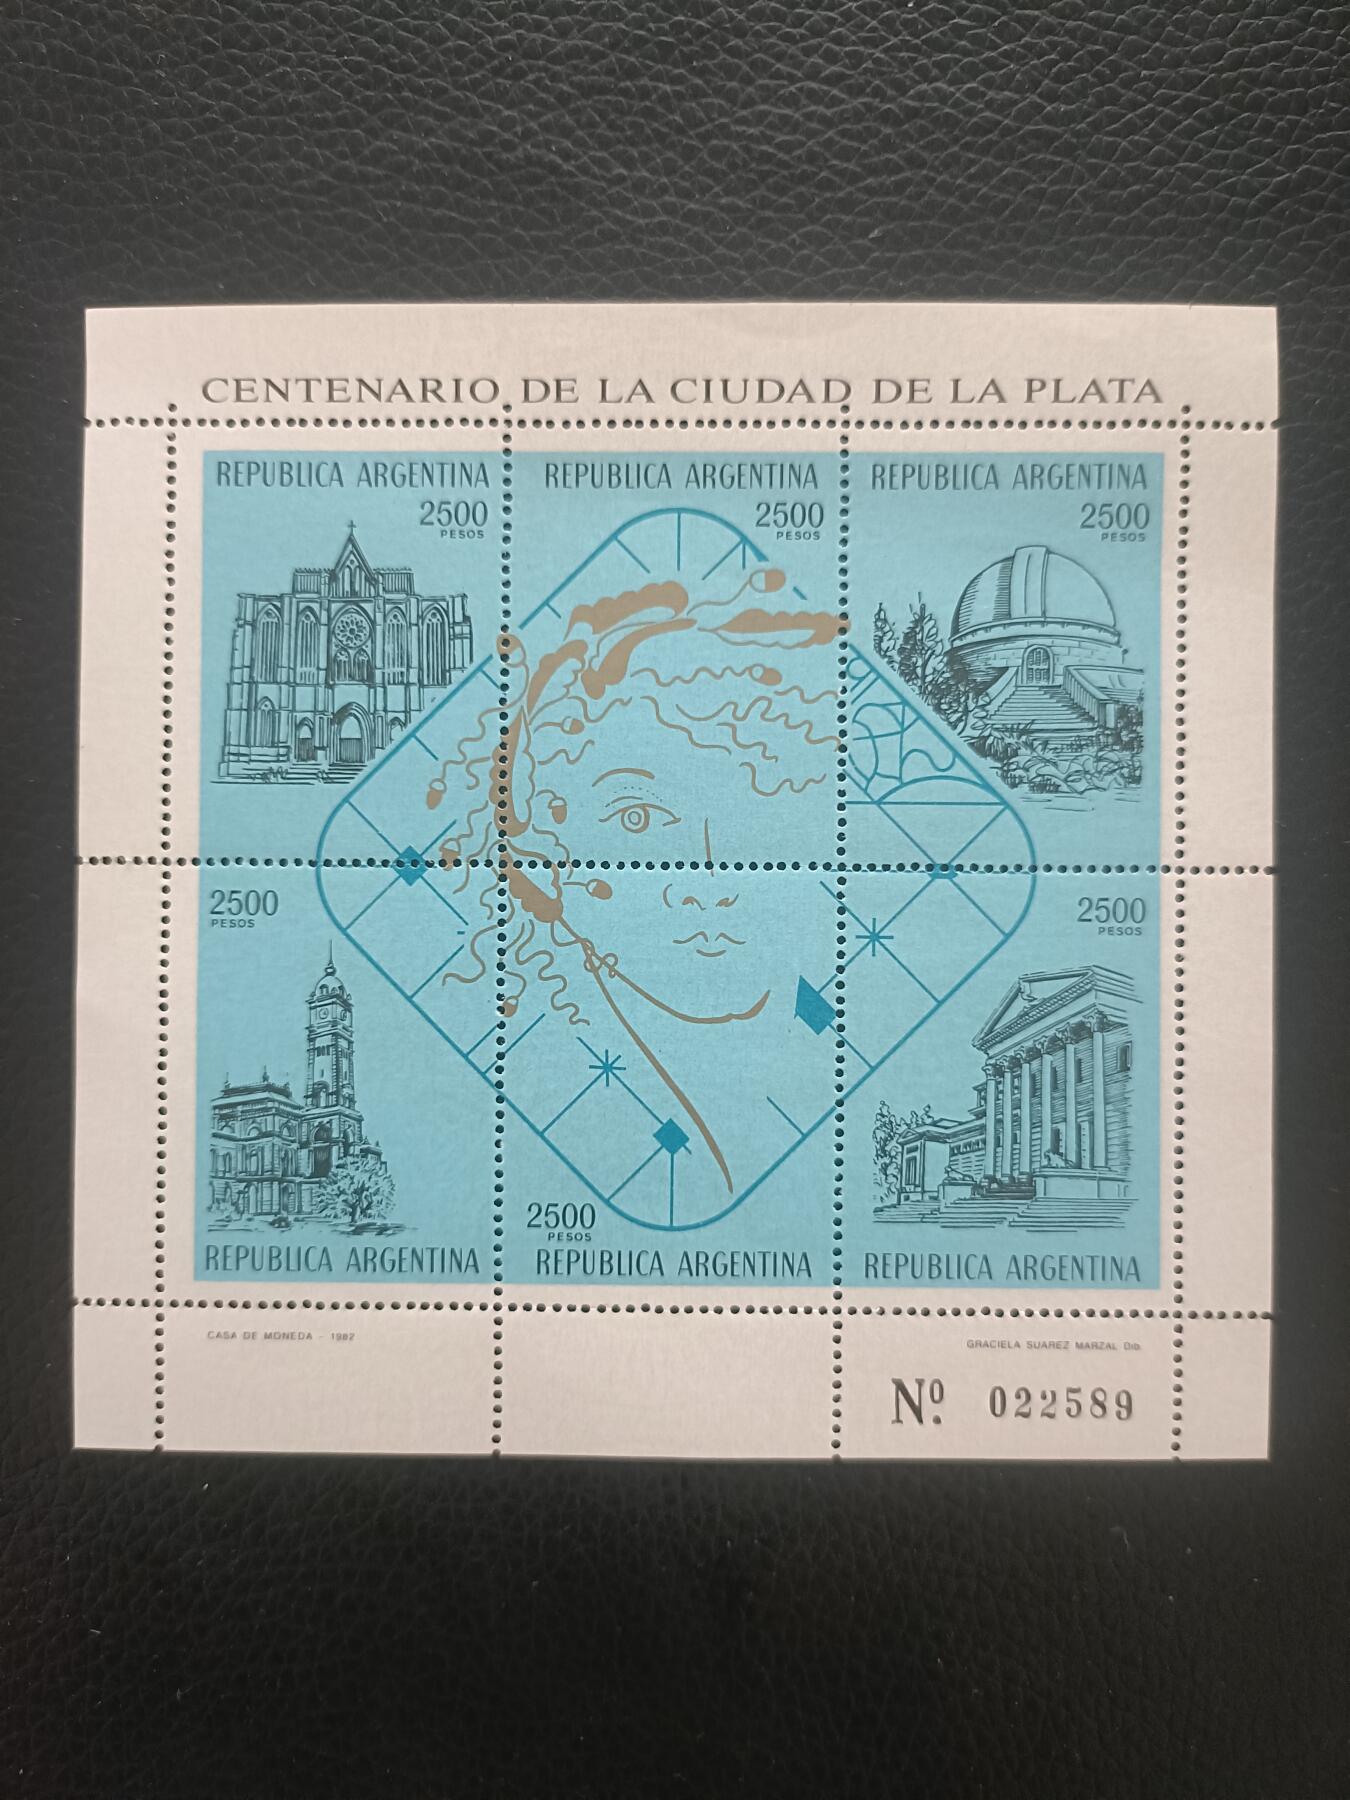 CENTENARIO DE LA CIUDAD DE LA PLATA
REPUBLICA ARGENTINA
2500
PESOS
REPUBLICA ARGENTINA
2500
PESOS
REPUBLICA ARGENTINA
2500
PESOS
2500
PESOS
REPUBLICA ARGENTINA
2500
PESOS
REPUBLICA ARGENTINA
2500
PESOS
REPUBLICA ARGENTINA
CASA DE MONEDA - 1982
GRACIELA SUAREZ MARZAL Dib.
Nº 022589